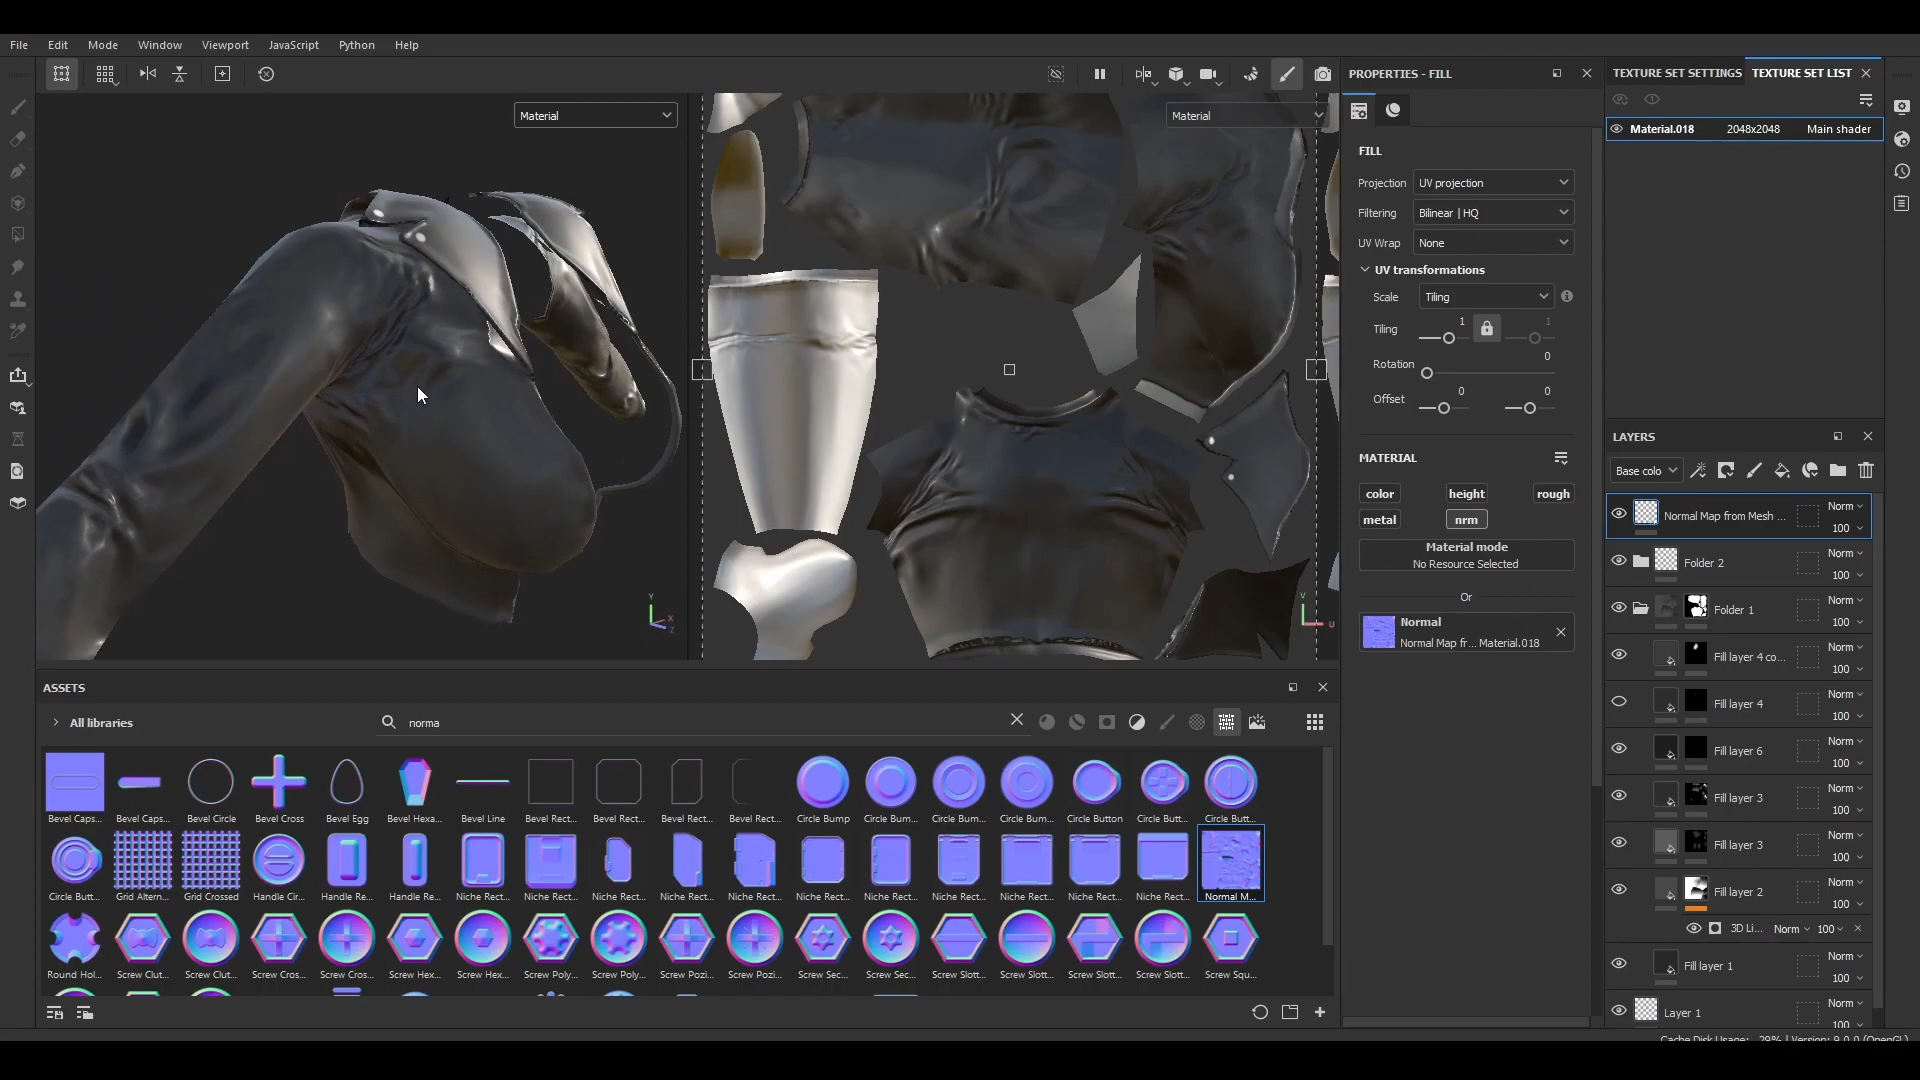 File Edit Mode Window Viewport JavaScript Python Help
Material
Material
PROPERTIES - FILL
FILL
Projection UV projection
Filtering Bilinear | HQ
UV Wrap None
UV transformations
Scale Tiling
Tiling 1 1
Rotation 0
Offset 0 0
MATERIAL
color height rough
metal nrm
Material mode
No Resource Selected
Or
Normal
Normal Map fr... Material.018
TEXTURE SET SETTINGS TEXTURE SET LIST
Material.018 2048x2048 Main shader
LAYERS
Base colo
Normal Map from Mesh ... Norm 100
Folder 2 Norm 100
Folder 1 Norm 100
Fill layer 4 co... Norm 100
Fill layer 4 Norm 100
Fill layer 6 Norm 100
Fill layer 3 Norm 100
Fill layer 3 Norm 100
Fill layer 2 Norm 100
3D Li... Norm 100
Fill layer 1 Norm 100
Layer 1 Norm 100
ASSETS
All libraries norma
Bevel Caps... Bevel Caps... Bevel Circle Bevel Cross Bevel Egg Bevel Hexa... Bevel Line Bevel Rect... Bevel Rect... Bevel Rect... Bevel Rect... Circle Bump Circle Bum... Circle Bum... Circle Bum... Circle Button Circle Butt... Circle Butt...
Circle Butt... Grid Altern... Grid Crossed Handle Cir... Handle Re... Handle Re... Niche Rect... Niche Rect... Niche Rect... Niche Rect... Niche Rect... Niche Rect... Niche Rect... Niche Rect... Niche Rect... Niche Rect... Niche Rect... Normal M...
Round Hol... Screw Clut... Screw Clut... Screw Cros... Screw Cros... Screw Hex... Screw Hex... Screw Poly... Screw Poly... Screw Pozi... Screw Pozi... Screw Sec... Screw Sec... Screw Slott... Screw Slott... Screw Slott... Screw Slott... Screw Squ...
Y X Z
V U
Cache Disk Usage: 29% | Version: 9.0.0 (OpenGL)